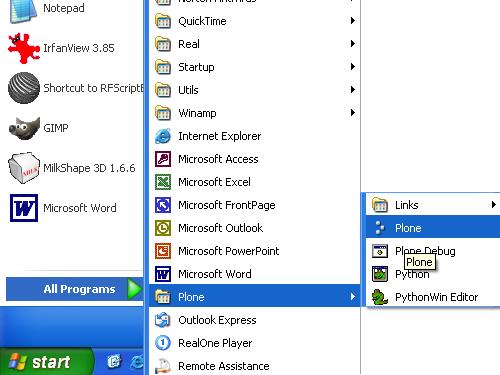 Notepad
IrfanView 3.85
Shortcut to RFScript
GIMP
MilkShape 3D 1.6.6
Microsoft Word
All Programs
start
QuickTime
Real
Startup
Utils
Winamp
Internet Explorer
Microsoft Access
Microsoft Excel
Microsoft FrontPage
Microsoft Outlook
Microsoft PowerPoint
Microsoft Word
Plone
Outlook Express
RealOne Player
Remote Assistance
Links
Plone
Plone Debug
Plone
Python
PythonWin Editor